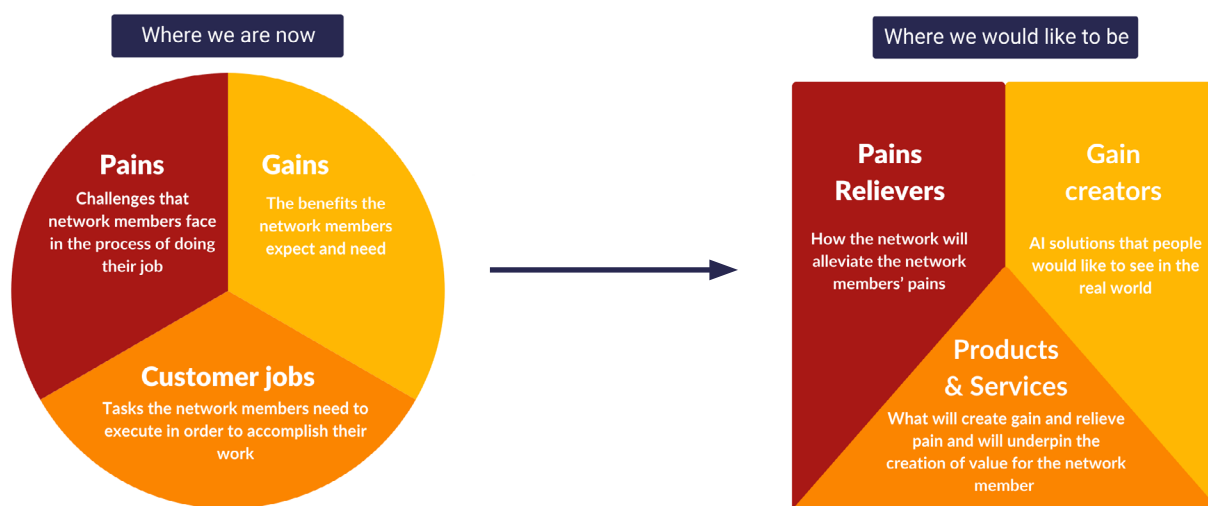 Where we are now
Pains
Challenges that
network members face
in the process of doing
their job
Gains
The benefits the
network members
expect and need
Customer jobs
Tasks the network members need to
execute in order to accomplish their
work
Where we would like to be
Pains
Relievers
How the network will
alleviate the network
members’ pains
Gain
creators
AI solutions that people
would like to see in the
real world
Products
& Services
What will create gain and relieve
pain and will underpin the
creation of value for the network
member